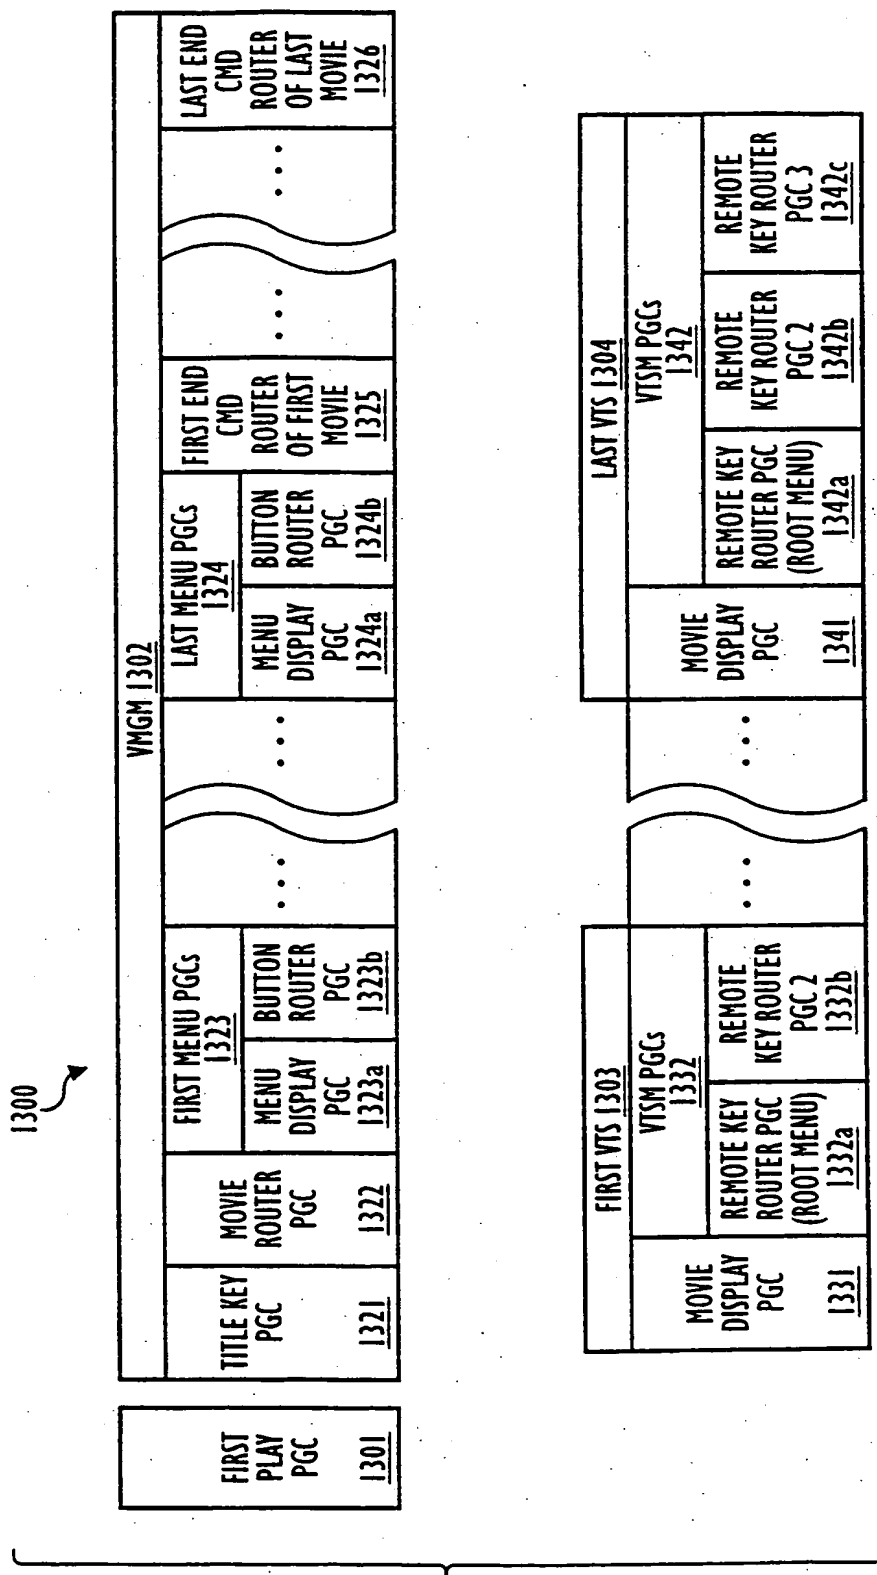 1300
FIRST
PLAY
PGC
1301
VMGM 1302
TITLE KEY
PGC
1321
MOVIE
ROUTER
PGC
1322
FIRST MENU PGCs
1323
MENU
DISPLAY
PGC
1323a
BUTTON
ROUTER
PGC
1323b
...
...
LAST MENU PGCs
1324
MENU
DISPLAY
PGC
1324a
BUTTON
ROUTER
PGC
1324b
FIRST END
CMD
ROUTER
OF FIRST
MOVIE
1325
...
...
LAST END
CMD
ROUTER
OF LAST
MOVIE
1326
FIRST VTS 1303
MOVIE
DISPLAY
PGC
1331
VTSM PGCs
1332
REMOTE KEY
ROUTER PGC
(ROOT MENU)
1332a
REMOTE
KEY ROUTER
PGC 2
1332b
...
...
LAST VTS 1304
MOVIE
DISPLAY
PGC
1341
VTSM PGCs
1342
REMOTE KEY
ROUTER PGC
(ROOT MENU)
1342a
REMOTE
KEY ROUTER
PGC 2
1342b
REMOTE
KEY ROUTER
PGC 3
1342c